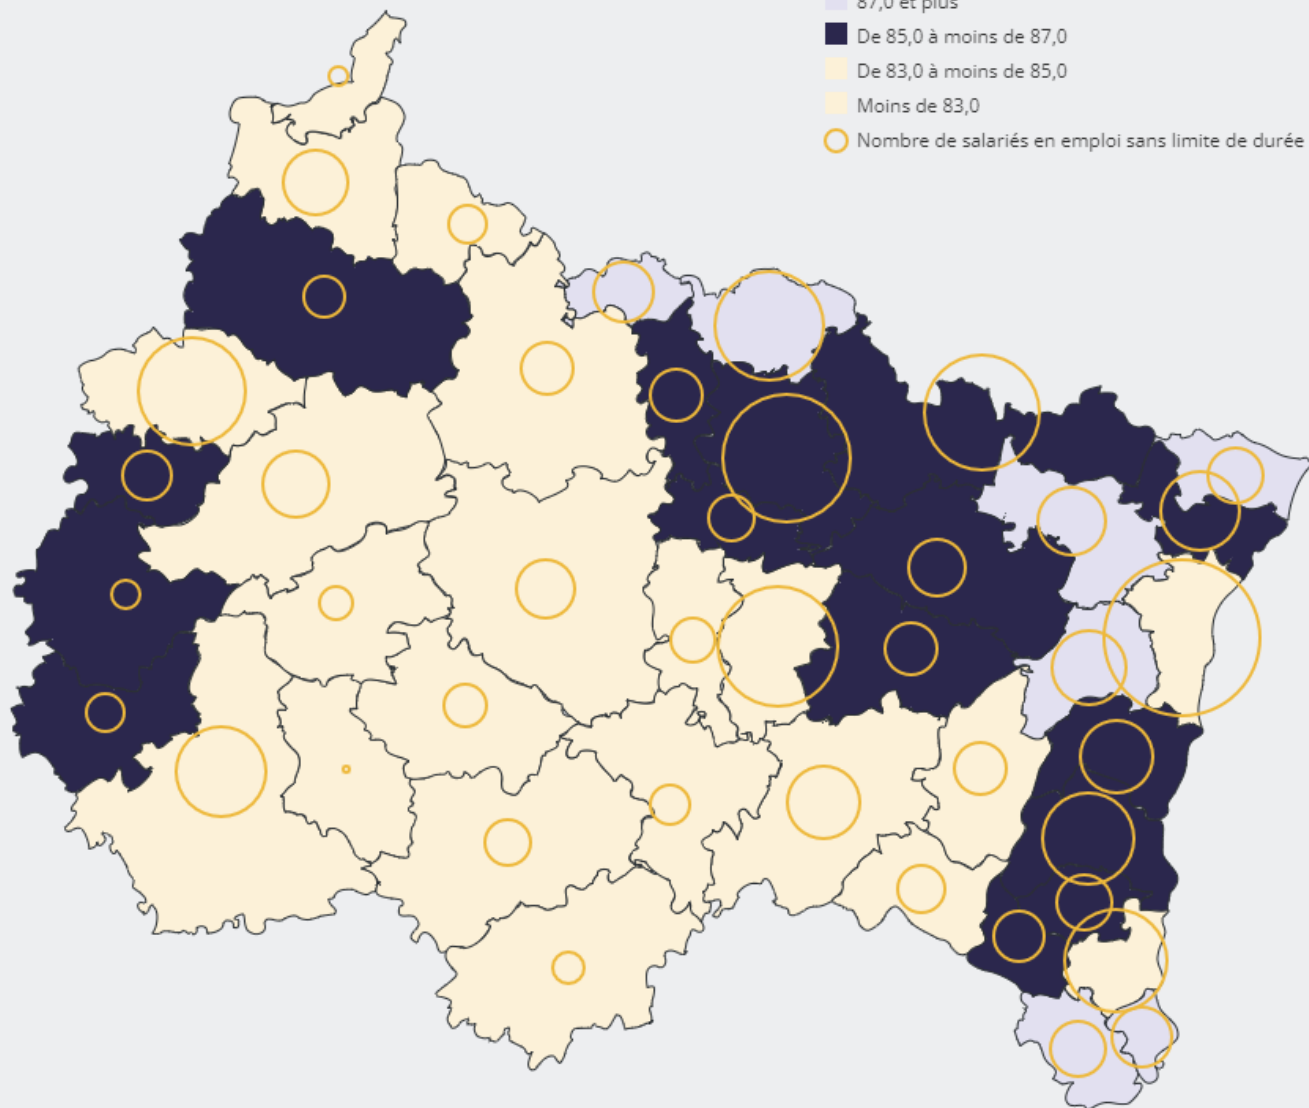 87,0 et plus
De 85,0 à moins de 87,0
De 83,0 à moins de 85,0
Moins de 83,0
Nombre de salariés en emploi sans limite de durée